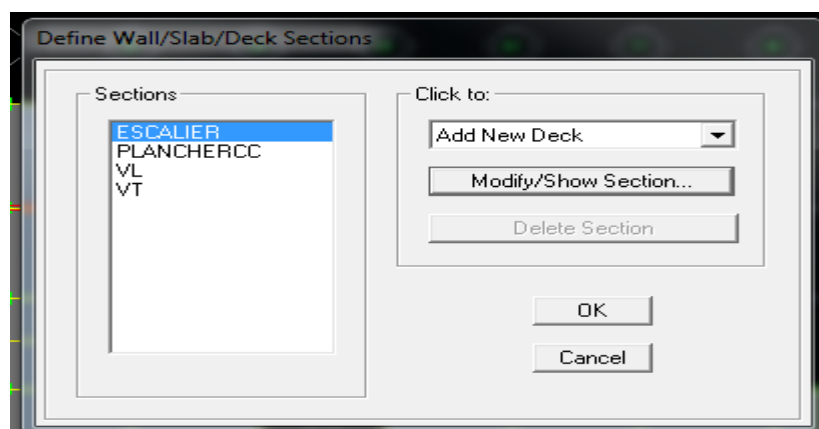 Define Wall/Slab/Deck Sections
Sections
ESCALIER
PLANCHERCC
VL
VT
Click to:
Add New Deck
Modify/Show Section...
Delete Section
OK
Cancel